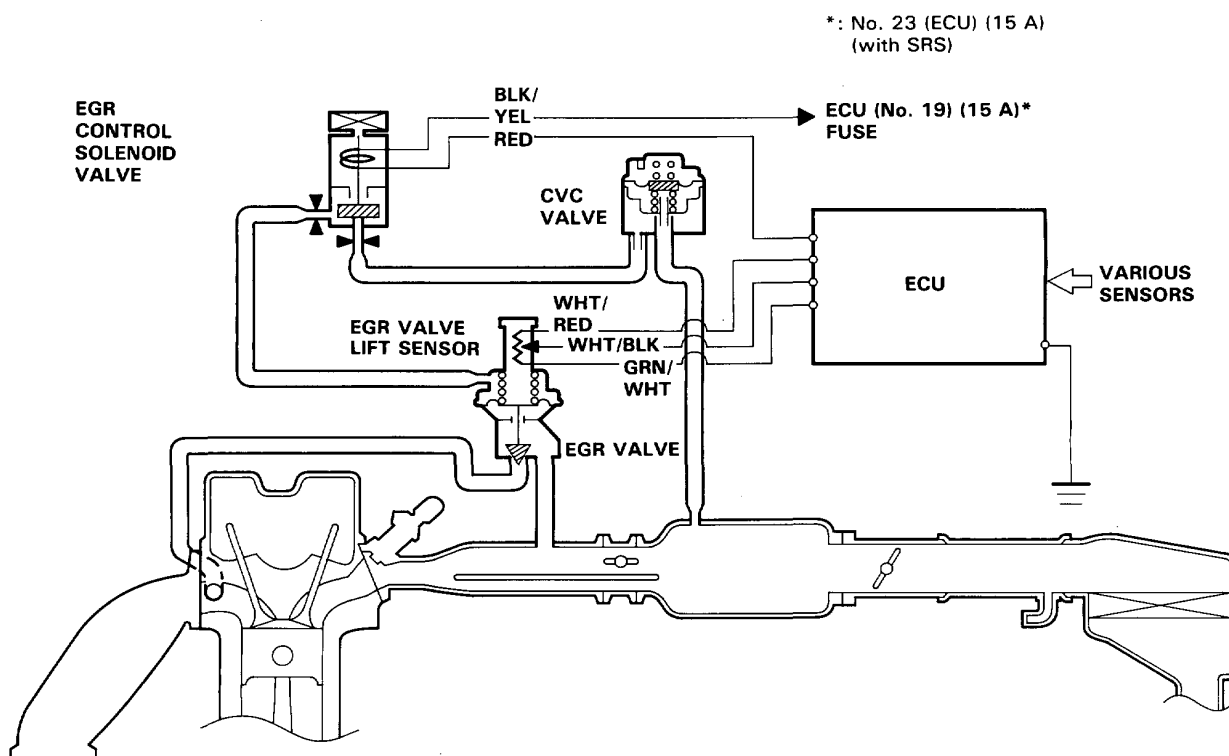 *: No. 23 (ECU) (15 A)
(with SRS)
EGR
CONTROL
SOLENOID
VALVE
BLK/
YEL
RED
ECU (No. 19) (15 A)*
FUSE
CVC
VALVE
ECU
VARIOUS
SENSORS
WHT/
RED
EGR VALVE
LIFT SENSOR
WHT/BLK
GRN/
WHT
EGR VALVE